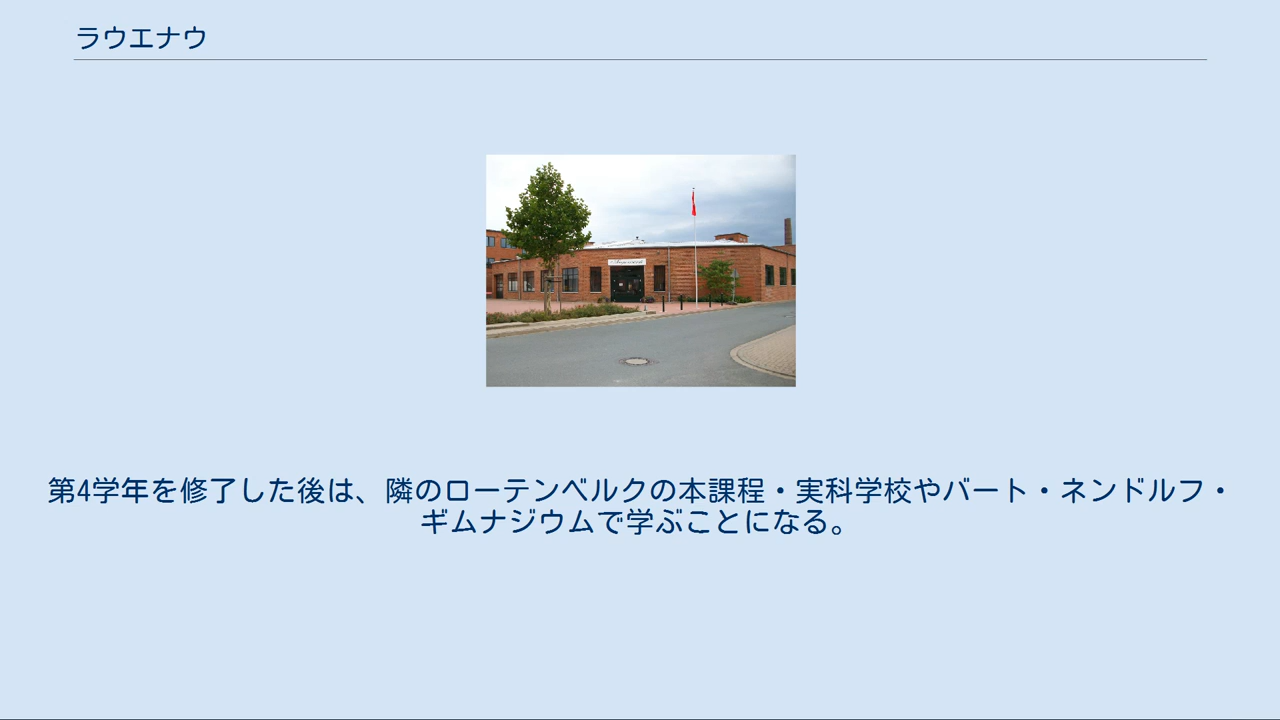 ラウエナウ
第4学年を修了した後は、隣のローテンベルクの本課程・実科学校やバート・ネンドルフ・
ギムナジウムで学ぶことになる。